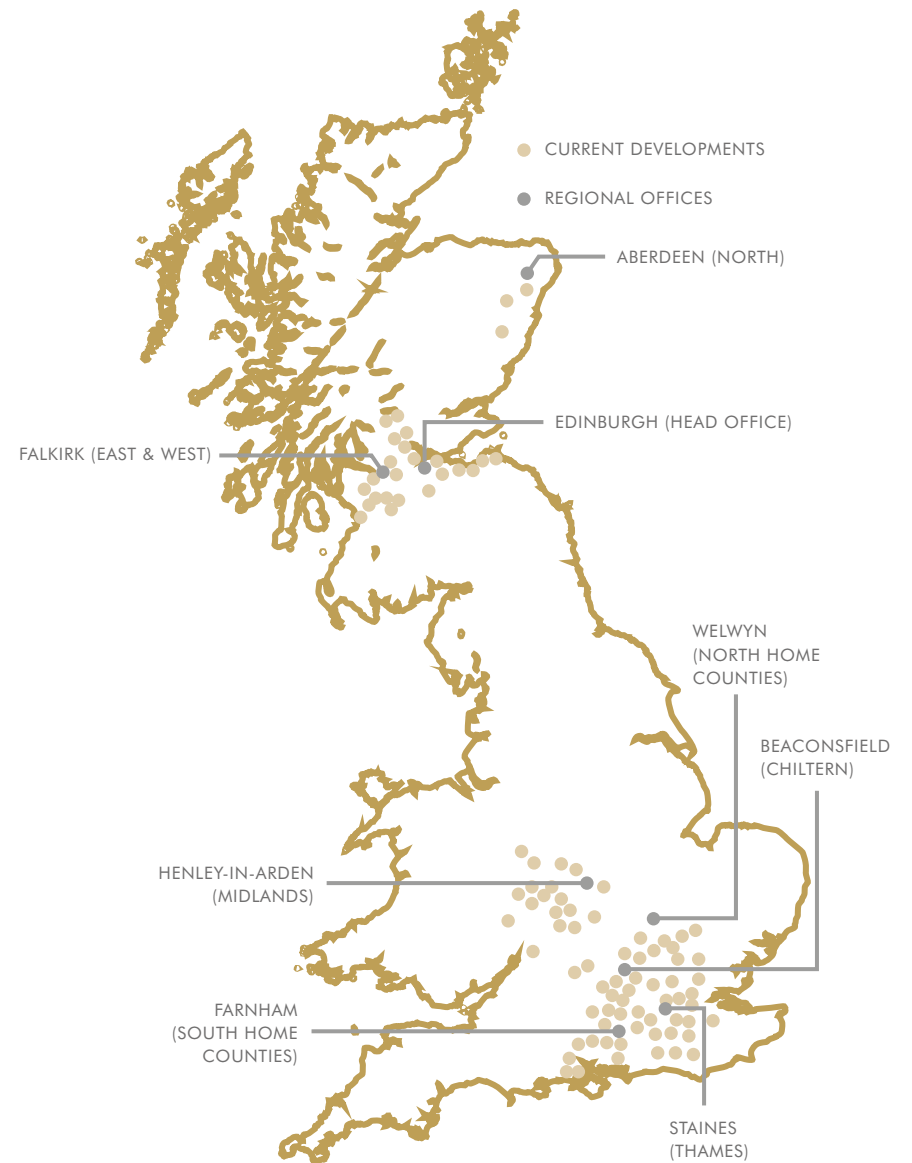 CURRENT DEVELOPMENTS
REGIONAL OFFICES
ABERDEEN (NORTH)
EDINBURGH (HEAD OFFICE)
FALKIRK (EAST & WEST)
WELWYN
(NORTH HOME
COUNTIES)
BEACONSFIELD
(CHILTERN)
HENLEY-IN-ARDEN
(MIDLANDS)
FARNHAM
(SOUTH HOME
COUNTIES)
STAINES
(THAMES)